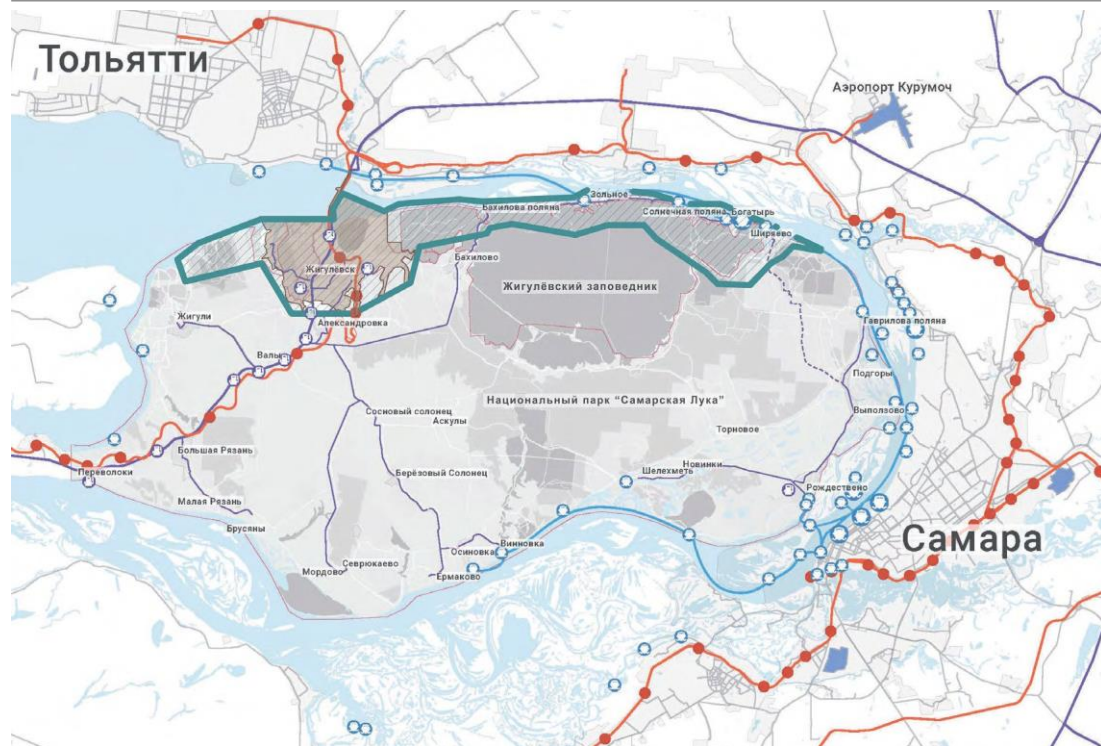 Тольятти
Аэропорт Курумоч
Зольное
Бахилова поляна
Солнечная поляна
Богатырь
Ширяево
Бахилово
Жигулёвск
Жигулёвский заповедник
Жигули
Александровка
Гаврилова поляна
Валы
Подгоры
Национальный парк “Самарская Лука”
Выползово
Сосновый солонец
Аскулы
Торновое
Большая Рязань
Новинки
Шелехметь
Переволоки
Берёзовый Солонец
Рождествено
Малая Рязань
Брусяны
Самара
Винновка
Осиновка
Севрюкаево
Мордово
Ермаково